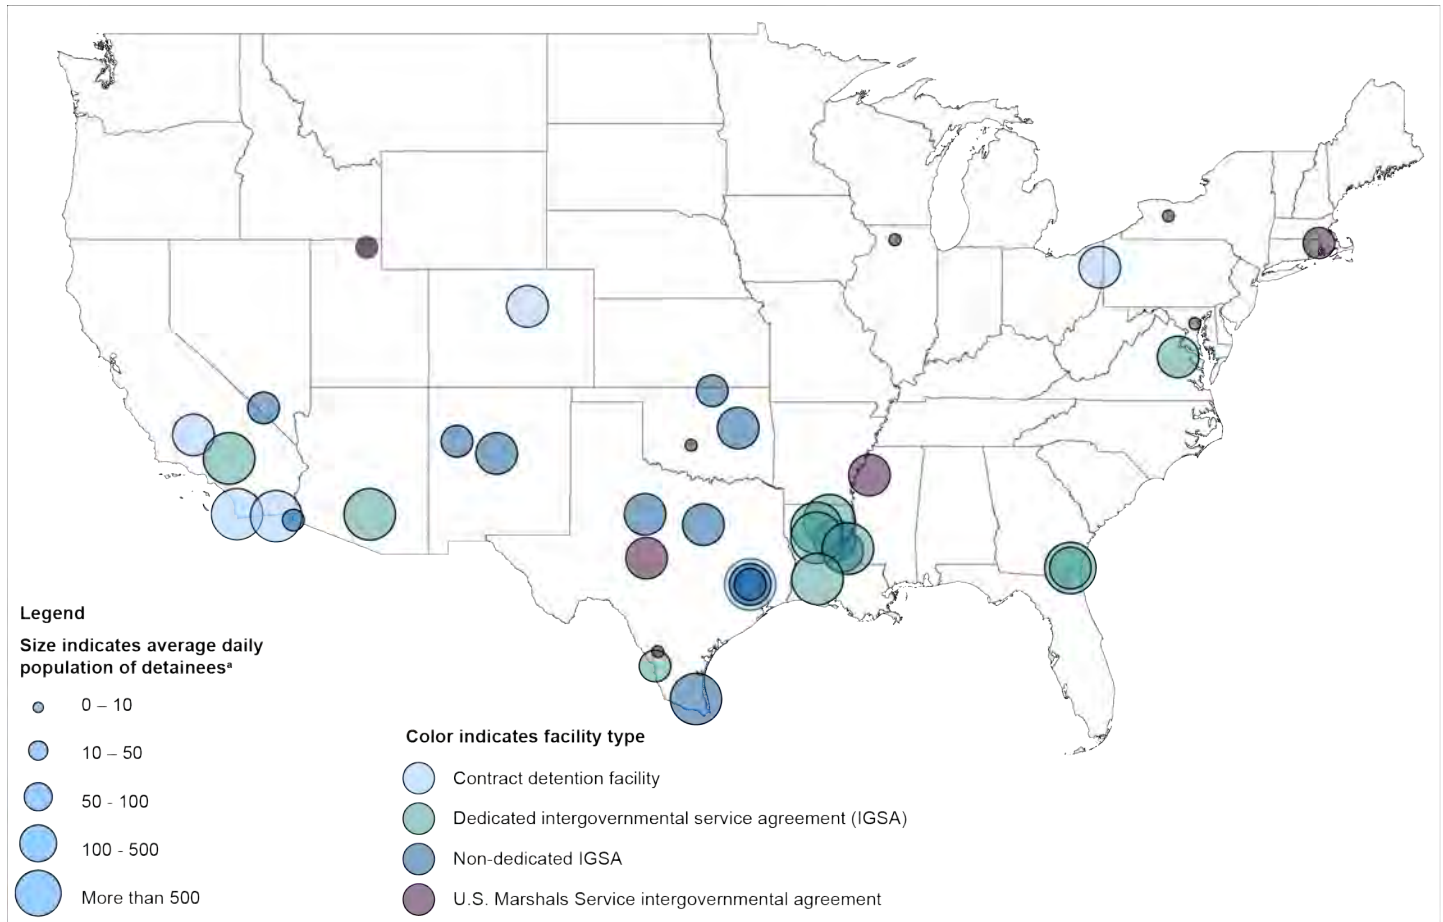 Legend
Size indicates average daily
population of detaineesᵃ
0 – 10
10 – 50
50 - 100
100 - 500
More than 500
Color indicates facility type
Contract detention facility
Dedicated intergovernmental service agreement (IGSA)
Non-dedicated IGSA
U.S. Marshals Service intergovernmental agreement